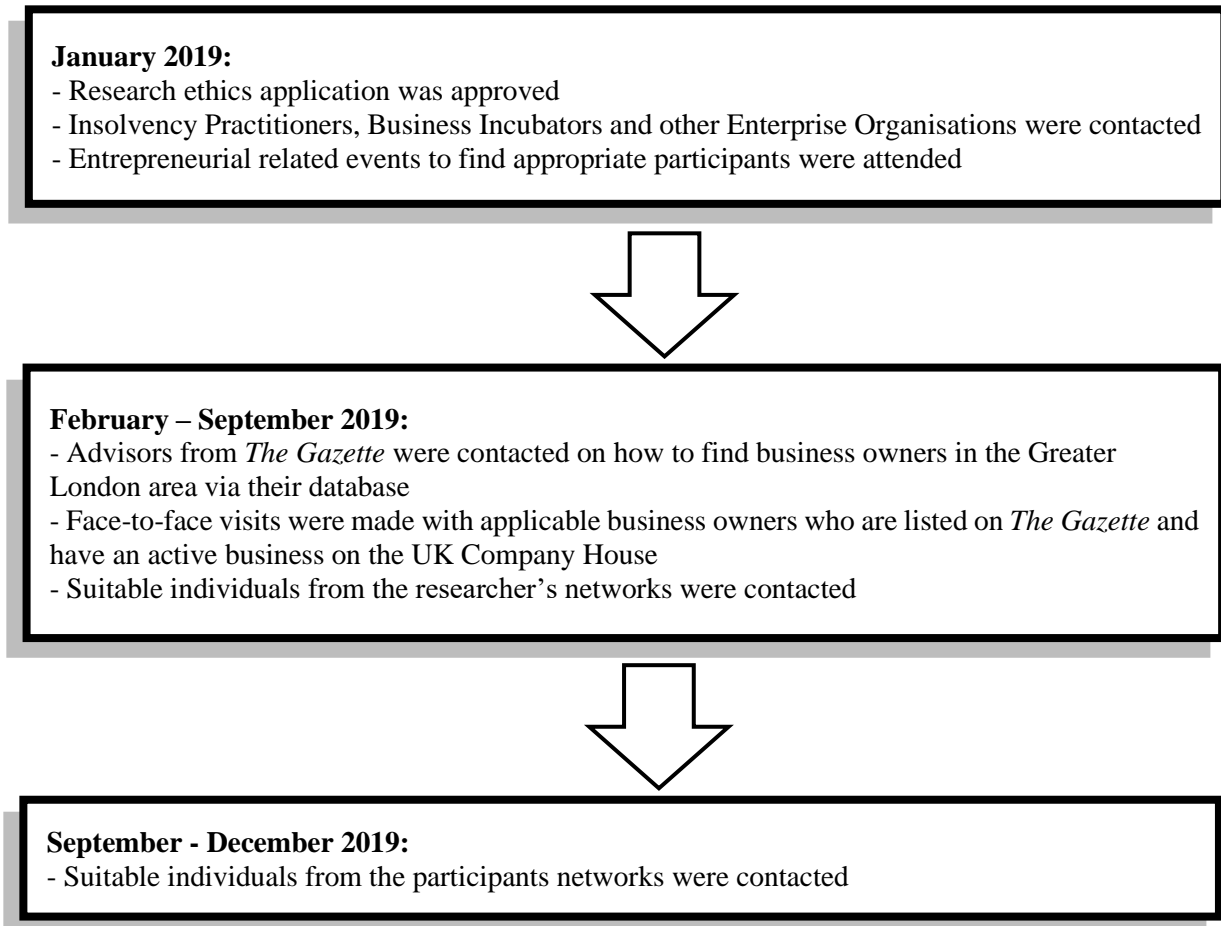 January 2019:
- Research ethics application was approved
- Insolvency Practitioners, Business Incubators and other Enterprise Organisations were contacted
- Entrepreneurial related events to find appropriate participants were attended
February – September 2019:
- Advisors from The Gazette were contacted on how to find business owners in the Greater
London area via their database
- Face-to-face visits were made with applicable business owners who are listed on The Gazette and
have an active business on the UK Company House
- Suitable individuals from the researcher’s networks were contacted
September - December 2019:
- Suitable individuals from the participants networks were contacted